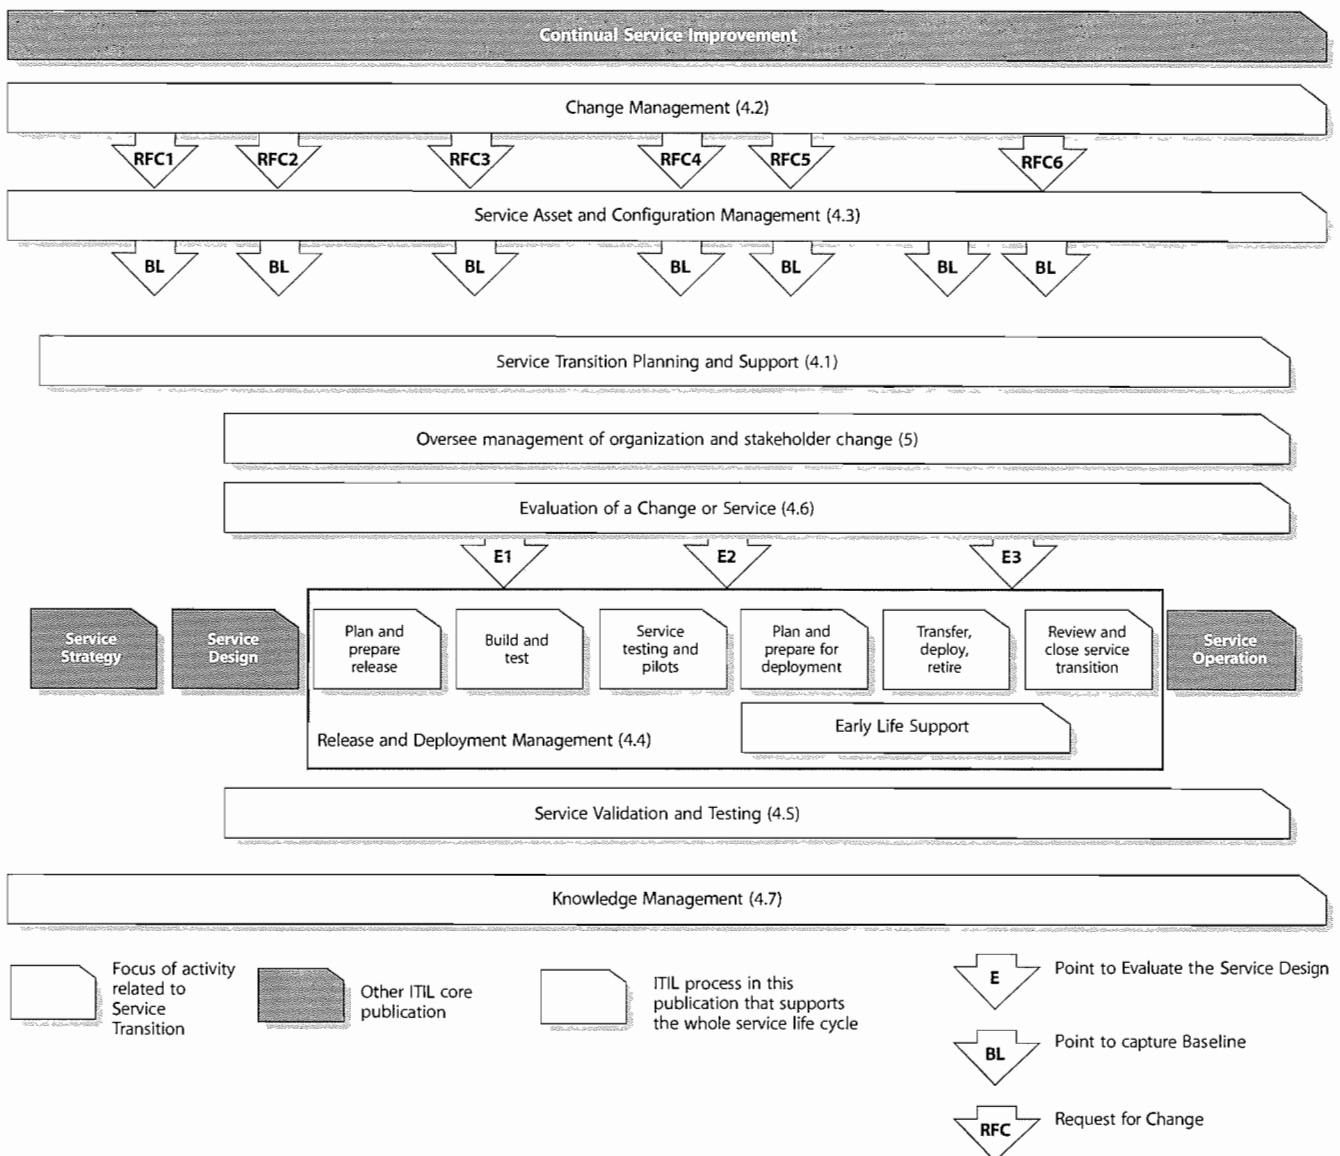 Continual Service Improvement
Change Management (4.2)
RFC1 RFC2 RFC3 RFC4 RFC5 RFC6
Service Asset and Configuration Management (4.3)
BL BL BL BL BL BL BL
Service Transition Planning and Support (4.1)
Oversee management of organization and stakeholder change (5)
Evaluation of a Change or Service (4.6)
E1 E2 E3
Service
Strategy
Service
Design
Plan and
prepare
release
Build and
test
Service
testing and
pilots
Plan and
prepare for
deployment
Transfer,
deploy,
retire
Review and
close service
transition
Service
Operation
Early Life Support
Release and Deployment Management (4.4)
Service Validation and Testing (4.5)
Knowledge Management (4.7)
Focus of activity
related to
Service
Transition
Other ITIL core
publication
ITIL process in this
publication that supports
the whole service life cycle
E
Point to Evaluate the Service Design
BL
Point to capture Baseline
RFC
Request for Change